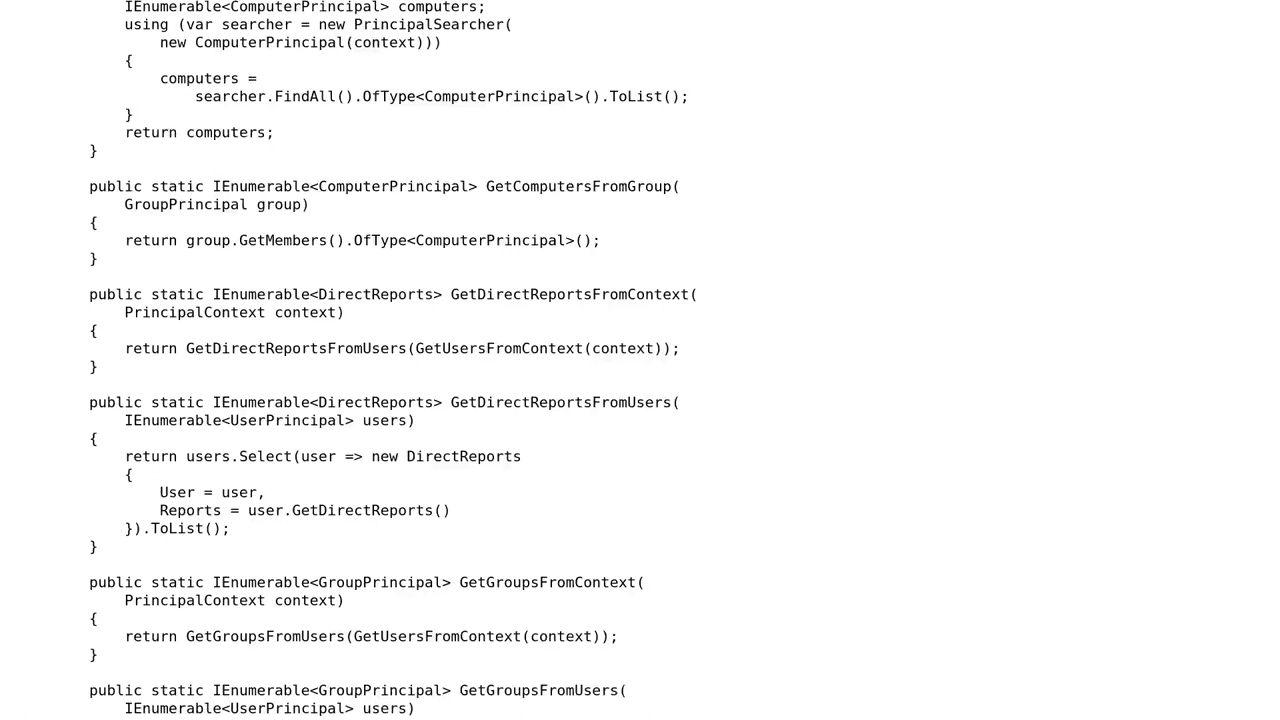 IEnumerable<ComputerPrincipal> computers;
using (var searcher = new PrincipalSearcher(
new ComputerPrincipal(context)))
{
computers =
searcher.FindAll().OfType<ComputerPrincipal>().ToList();
}
return computers;
}
public static IEnumerable<ComputerPrincipal> GetComputersFromGroup(
GroupPrincipal group)
{
return group.GetMembers().OfType<ComputerPrincipal>();
}
public static IEnumerable<DirectReports> GetDirectReportsFromContext(
PrincipalContext context)
{
return GetDirectReportsFromUsers(GetUsersFromContext(context));
}
public static IEnumerable<DirectReports> GetDirectReportsFromUsers(
IEnumerable<UserPrincipal> users)
{
return users.Select(user => new DirectReports
{
User = user,
Reports = user.GetDirectReports()
}).ToList();
}
public static IEnumerable<GroupPrincipal> GetGroupsFromContext(
PrincipalContext context)
{
return GetGroupsFromUsers(GetUsersFromContext(context));
}
public static IEnumerable<GroupPrincipal> GetGroupsFromUsers(
IEnumerable<UserPrincipal> users)